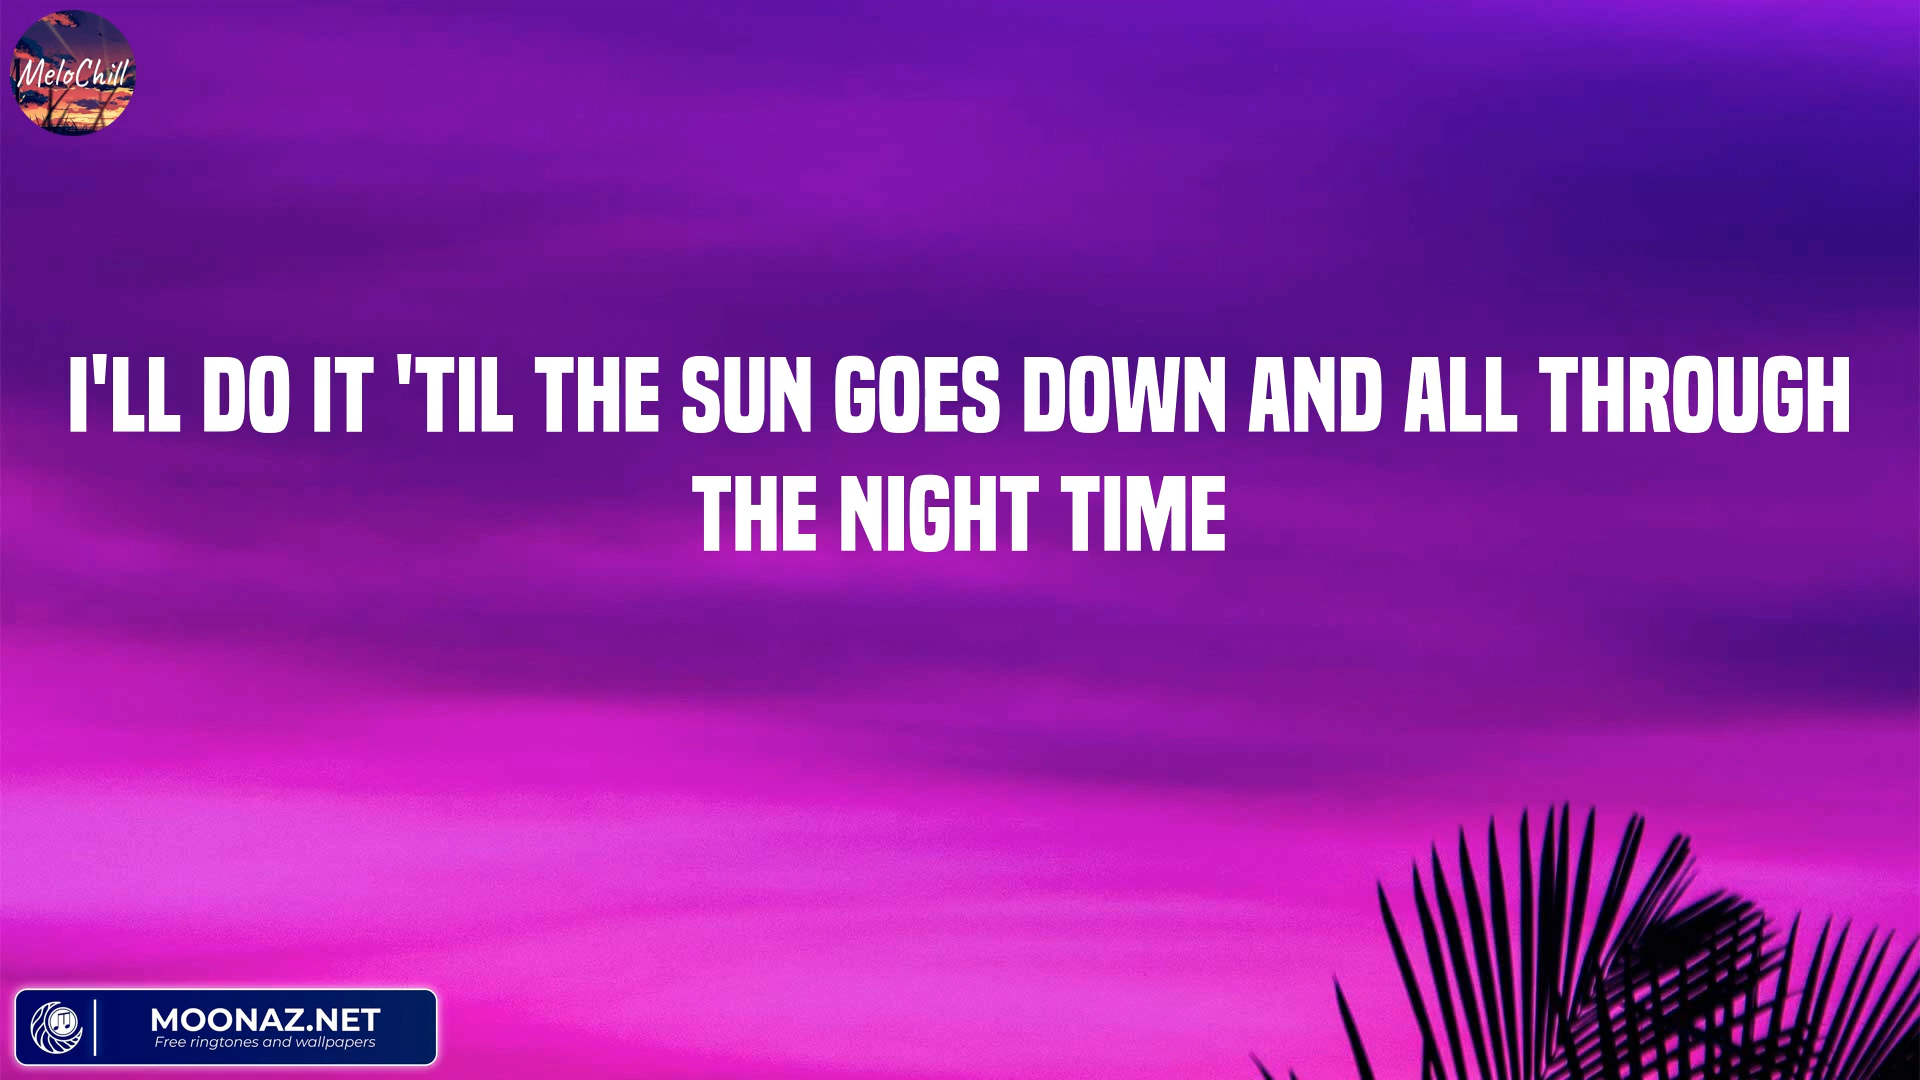 MeloChill
I'LL DO IT 'TIL THE SUN GOES DOWN AND ALL THROUGH
THE NIGHT TIME
MOONAZ.NET
Free ringtones and wallpapers